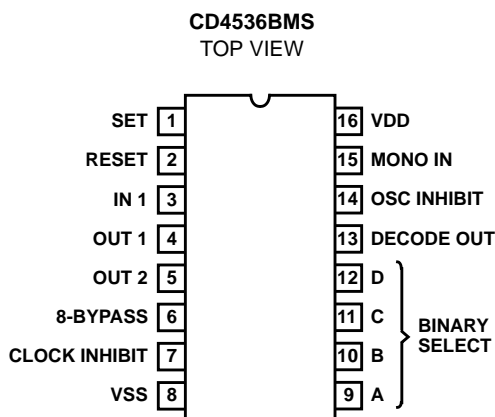 CD4536BMS
TOP VIEW
SET 1
RESET 2
IN 1 3
OUT 1 4
OUT 2 5
8-BYPASS 6
CLOCK INHIBIT 7
VSS 8
16 VDD
15 MONO IN
14 OSC INHIBIT
13 DECODE OUT
12 D
11 C
10 B
9 A
BINARY
SELECT